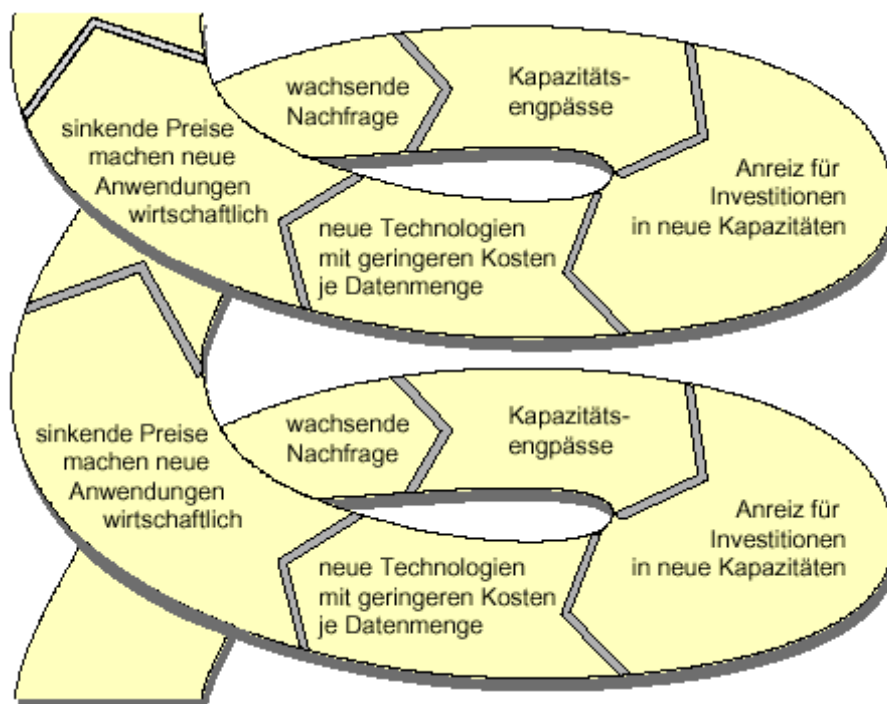 wachsende
Nachfrage
Kapazitäts-
engpässe
Anreiz für
Investitionen
in neue Kapazitäten
neue Technologien
mit geringeren Kosten
je Datenmenge
sinkende Preise
machen neue
Anwendungen
wirtschaftlich
wachsende
Nachfrage
Kapazitäts-
engpässe
Anreiz für
Investitionen
in neue Kapazitäten
neue Technologien
mit geringeren Kosten
je Datenmenge
sinkende Preise
machen neue
Anwendungen
wirtschaftlich